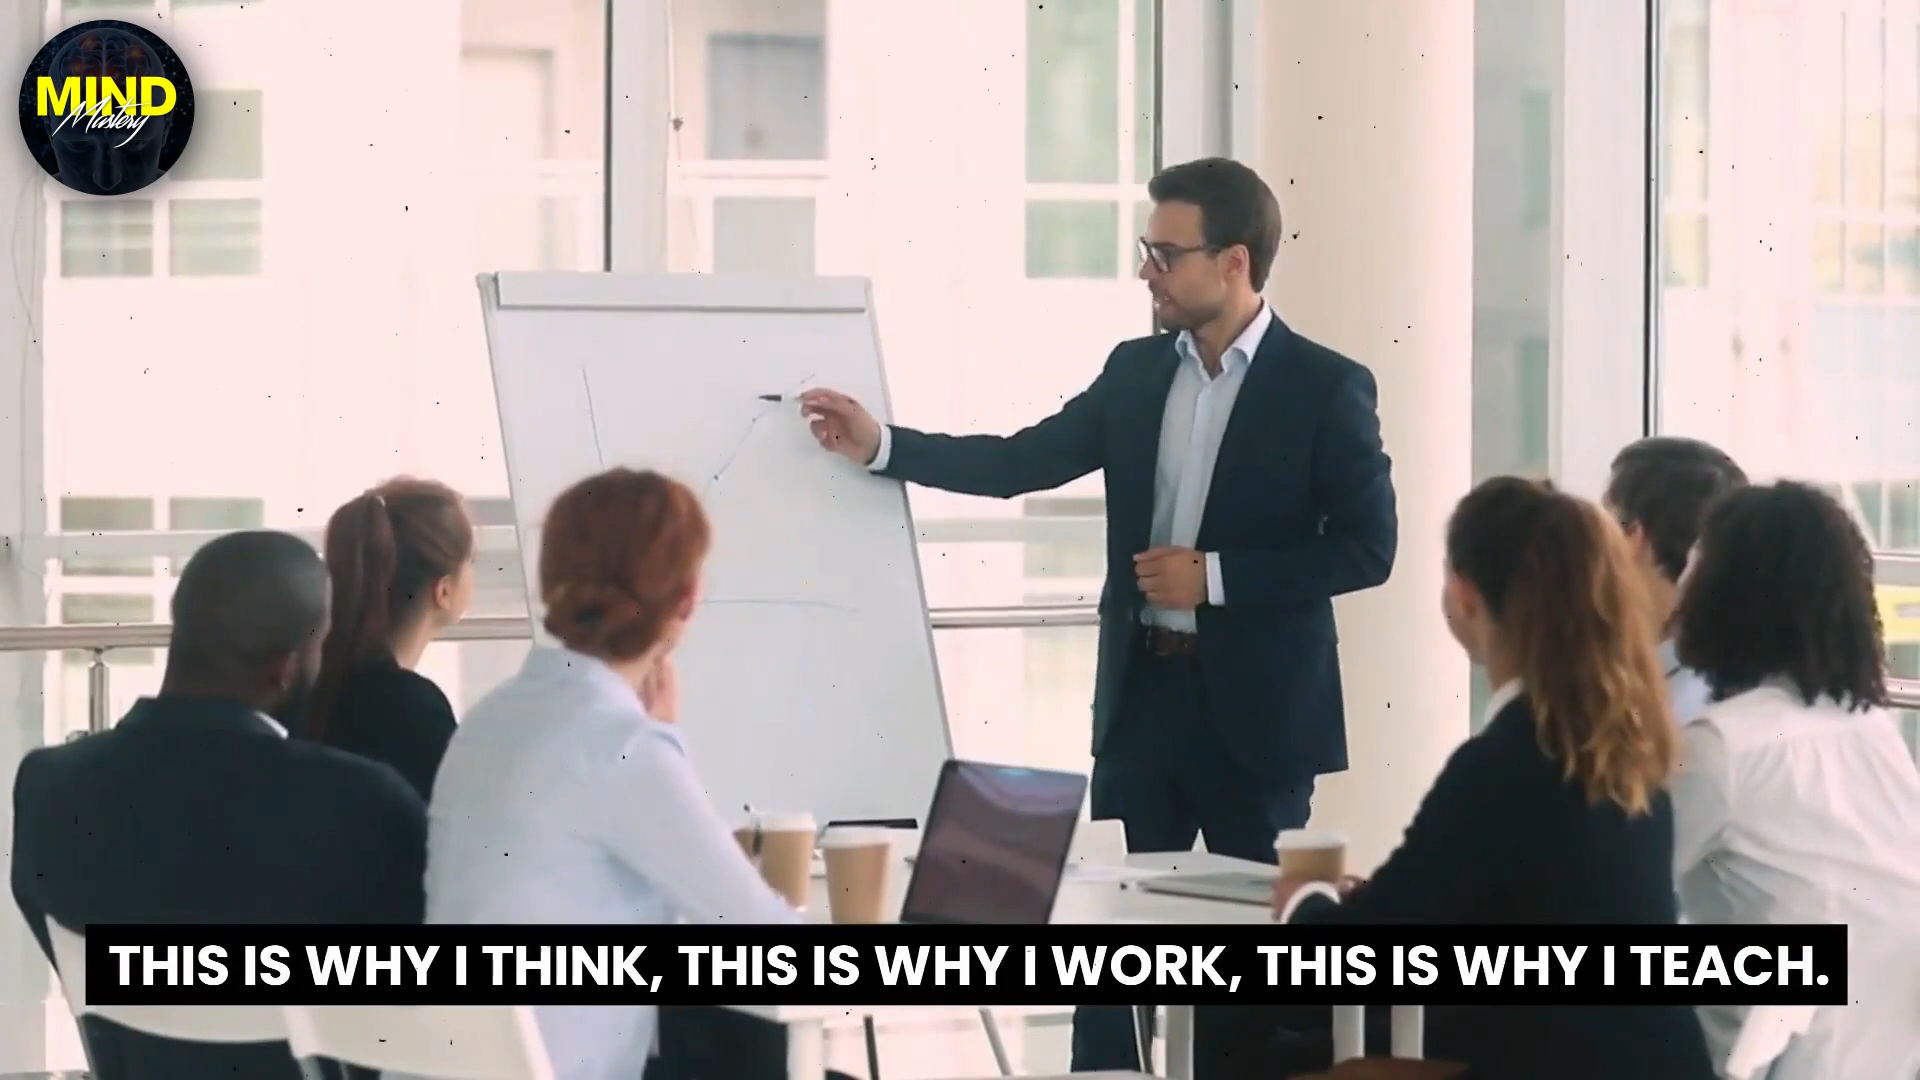 MIND
Mastery
THIS IS WHY I THINK, THIS IS WHY I WORK, THIS IS WHY I TEACH.